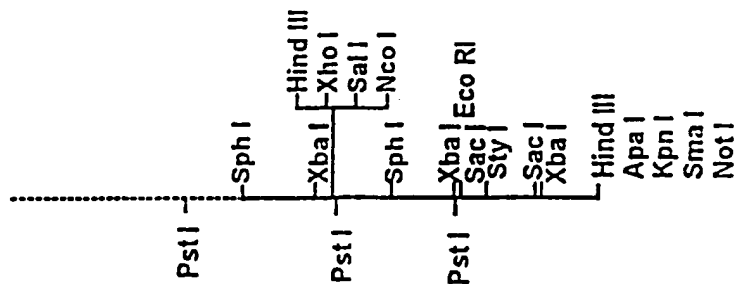 Hind III
Xho I
Sal I
Nco I
Sph I
Xba I
Sph I
Xba I
Eco RI
Sac I
Sty I
Sac I
Xba I
Hind III
Apa I
Kpn I
Sma I
Not I
Pst I
Pst I
Pst I